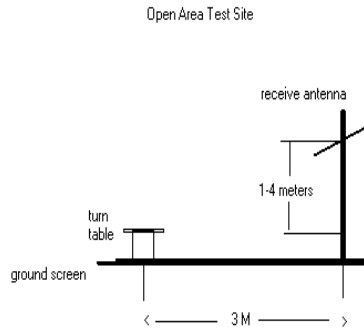 Open Area Test Site
receive antenna
1-4 meters
turn
table
ground screen
3 M